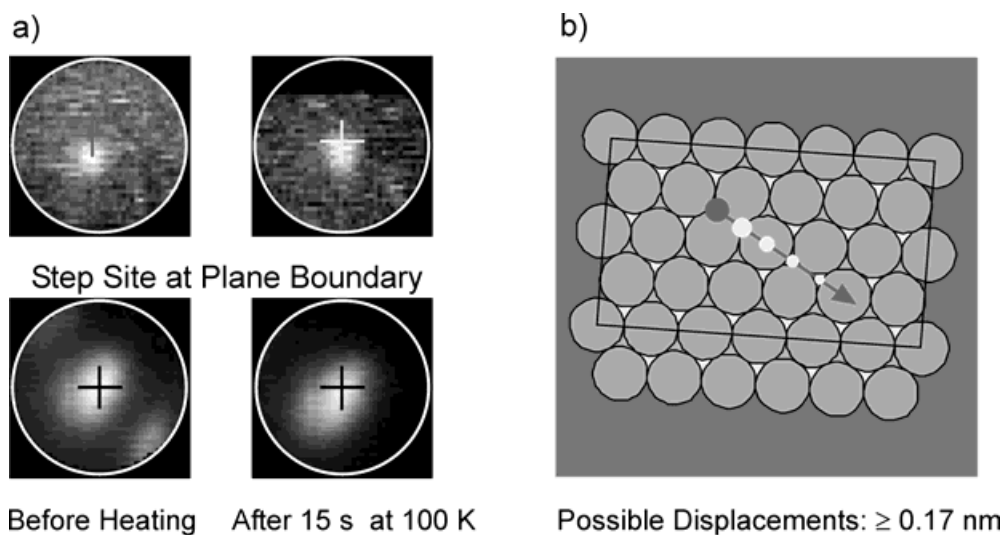 a)
b)
Step Site at Plane Boundary
Before Heating
After 15 s at 100 K
Possible Displacements: ≥ 0.17 nm